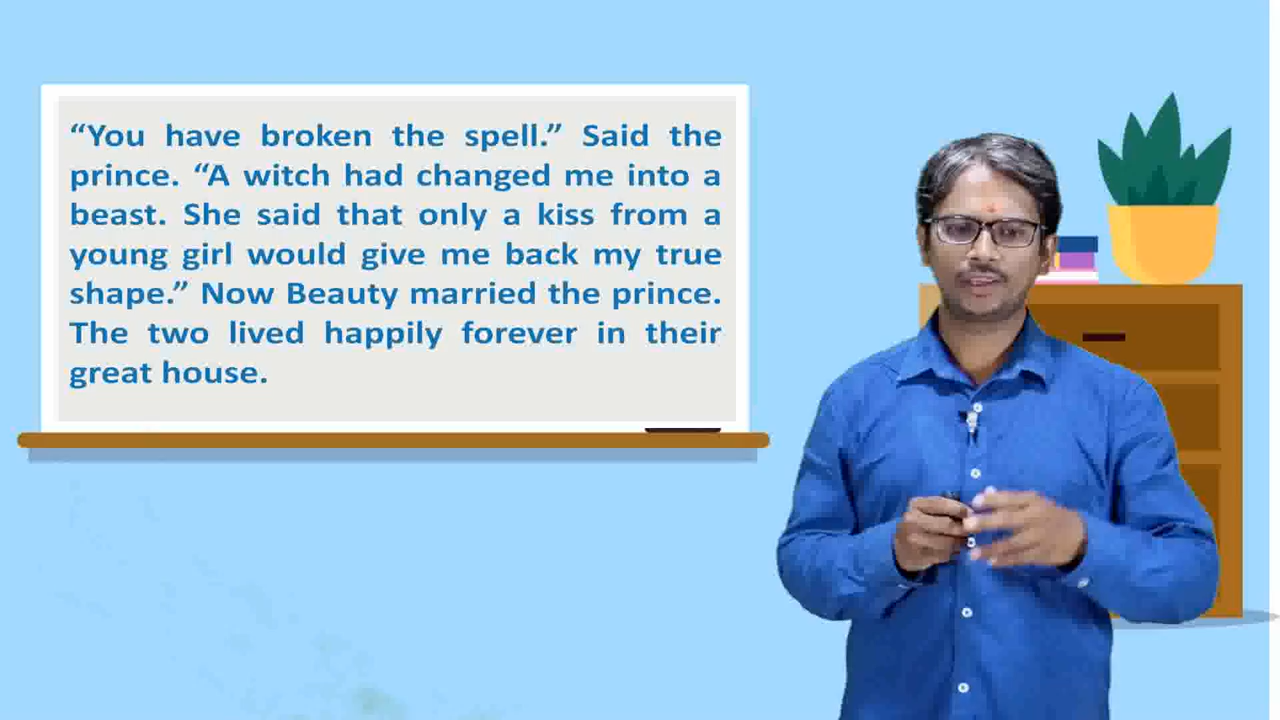 “You have broken the spell.” Said the
prince. “A witch had changed me into a
beast. She said that only a kiss from a
young girl would give me back my true
shape.” Now Beauty married the prince.
The two lived happily forever in their
great house.